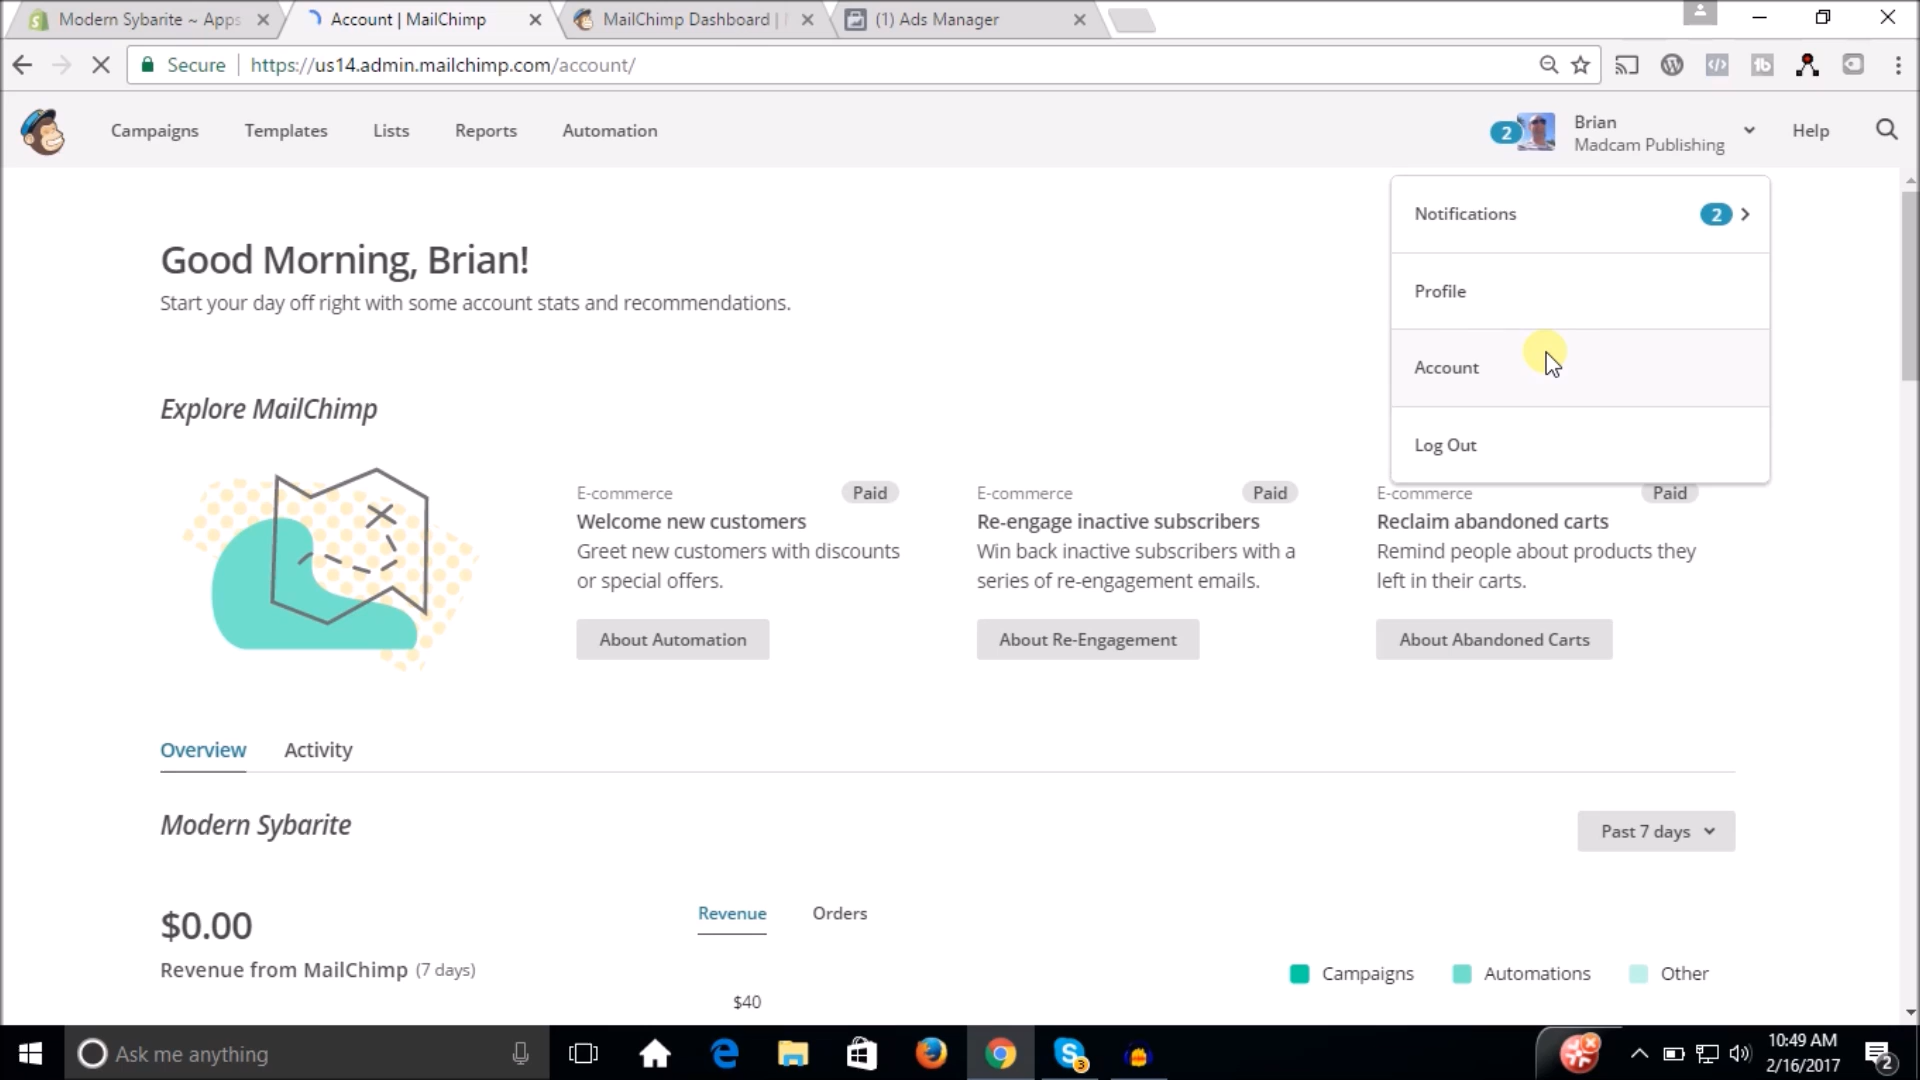 Modern Sybarite ~ Apps
Account | MailChimp
MailChimp Dashboard |
(1) Ads Manager
Secure
https://us14.admin.mailchimp.com/account/
Campaigns
Templates
Lists
Reports
Automation
2
Brian
Madcam Publishing
Help
Notifications
2
Profile
Account
Log Out
Good Morning, Brian!
Start your day off right with some account stats and recommendations.
Explore MailChimp
E-commerce
Paid
Welcome new customers
Greet new customers with discounts
or special offers.
About Automation
E-commerce
Paid
Re-engage inactive subscribers
Win back inactive subscribers with a
series of re-engagement emails.
About Re-Engagement
E-commerce
Paid
Reclaim abandoned carts
Remind people about products they
left in their carts.
About Abandoned Carts
Overview
Activity
Modern Sybarite
Past 7 days
$0.00
Revenue from MailChimp (7 days)
Revenue
Orders
Campaigns
Automations
Other
$40
Ask me anything
3
10:49 AM
2/16/2017
2